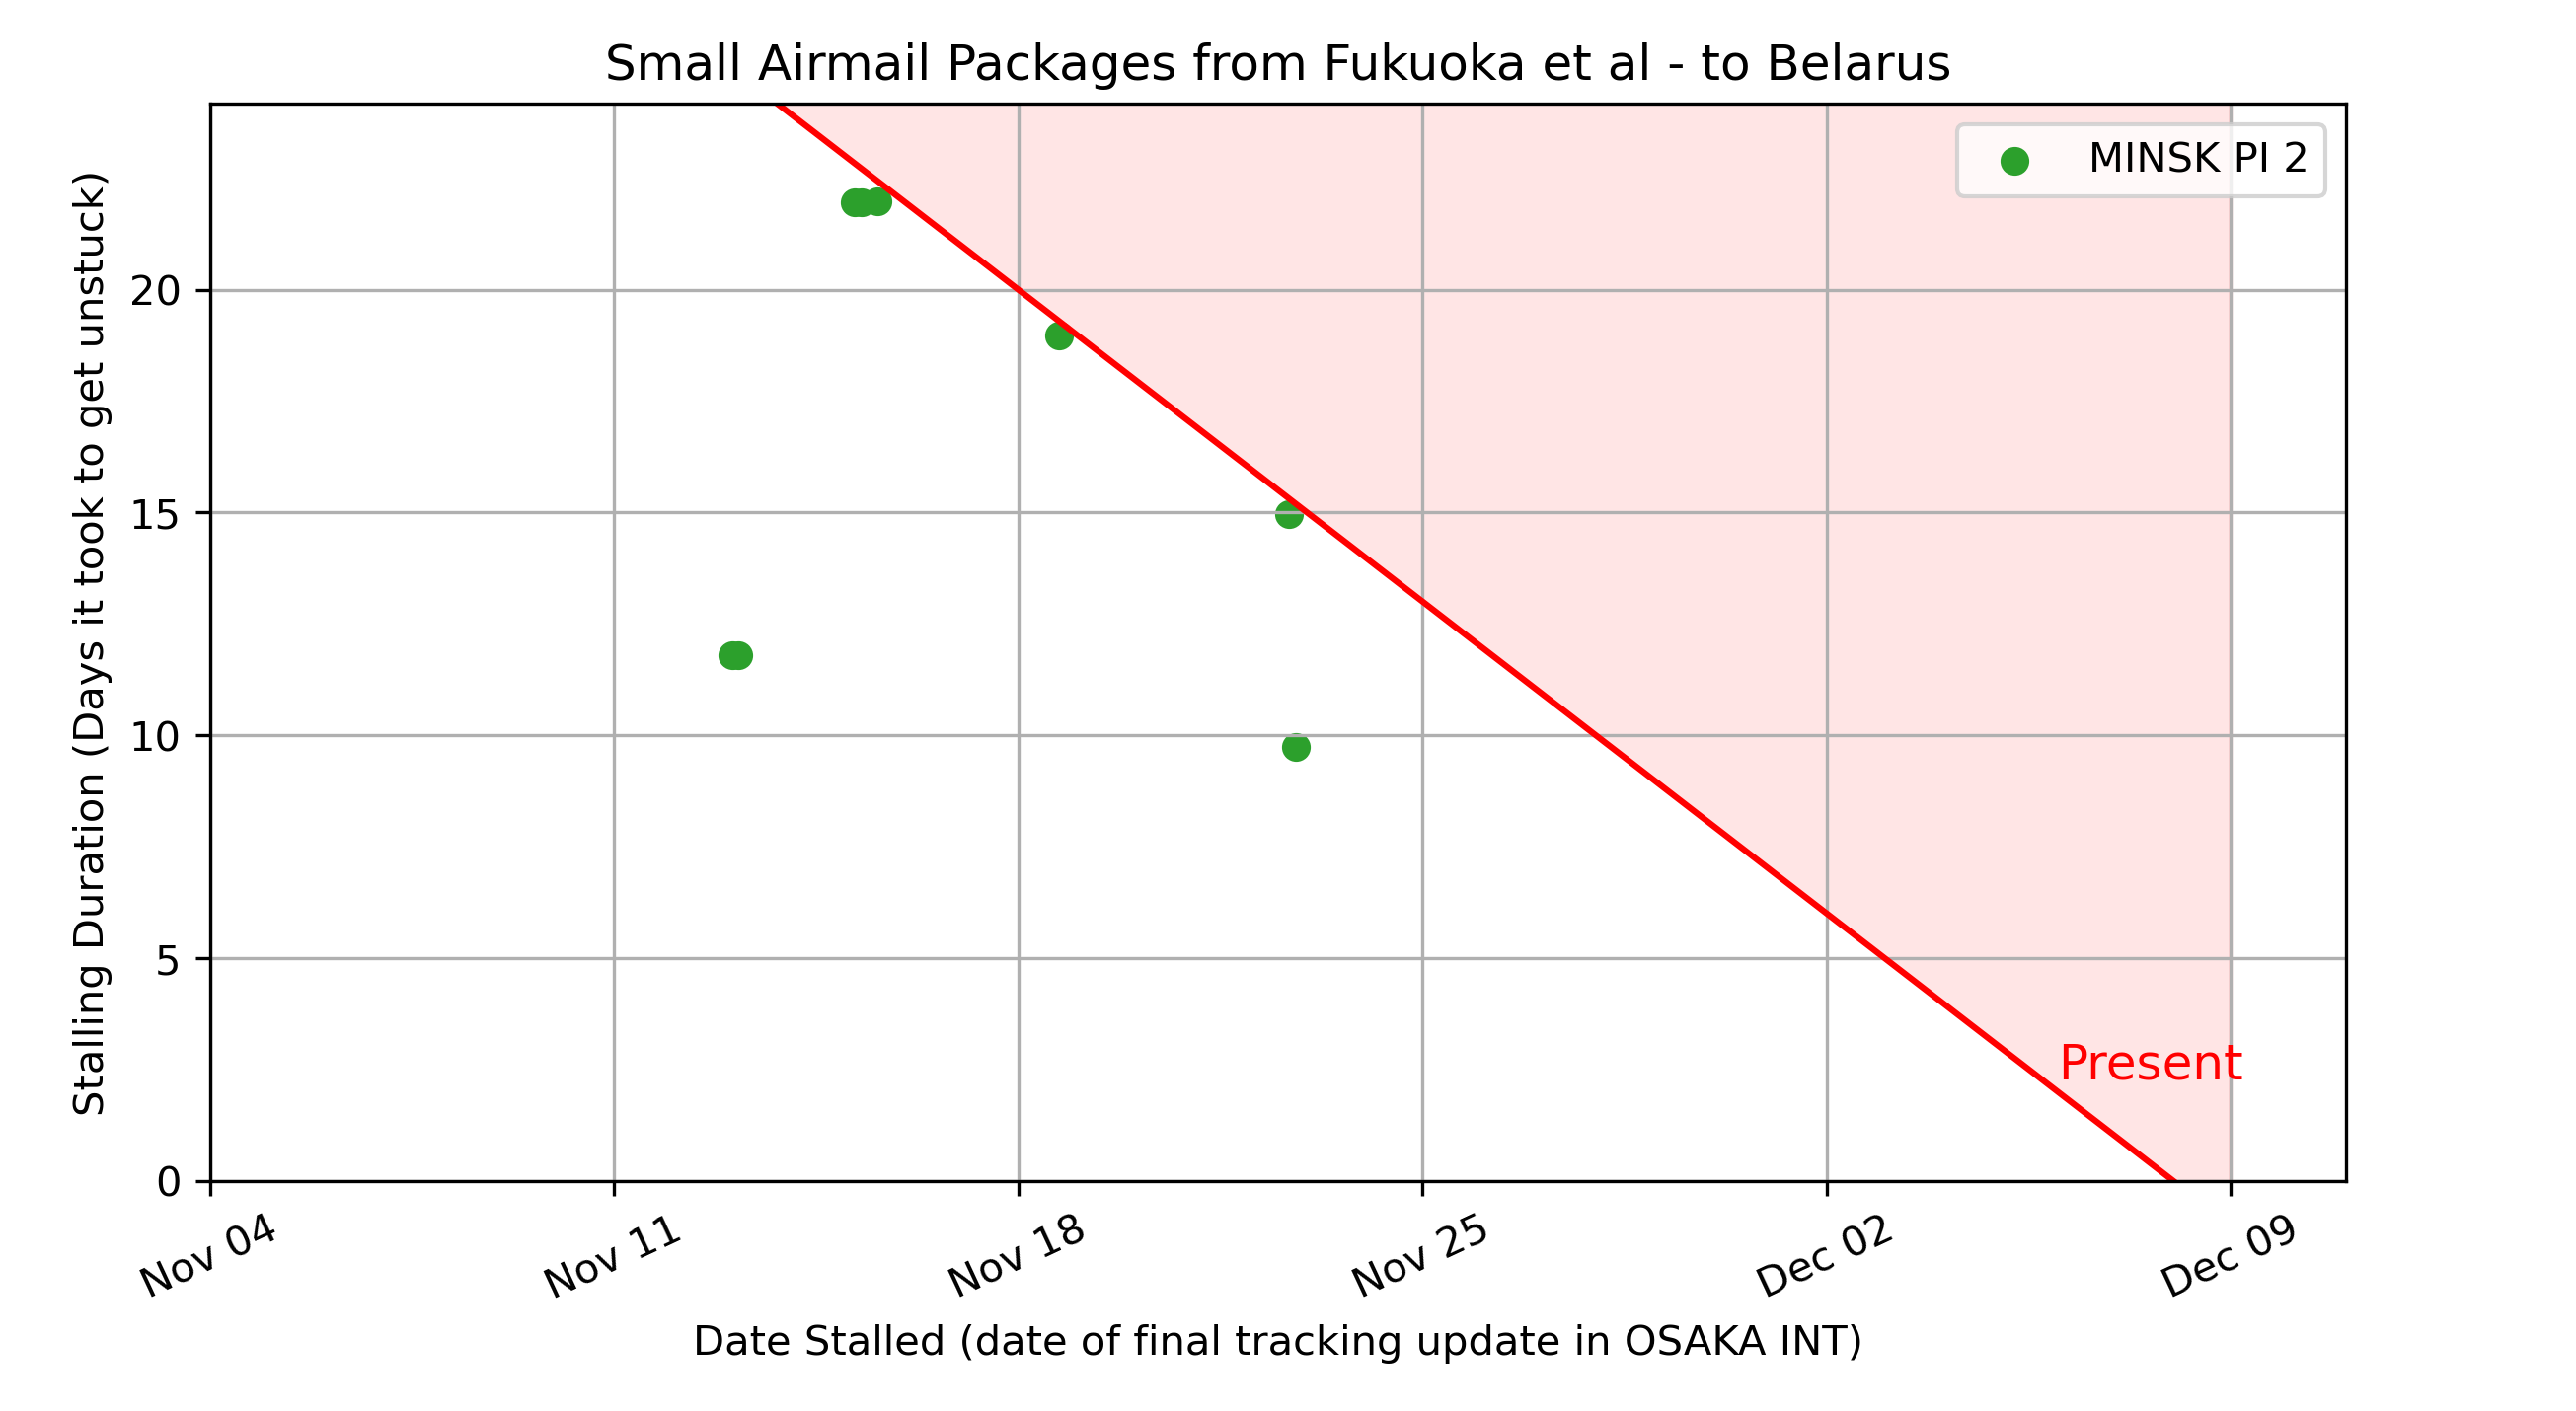 Small Airmail Packages from Fukuoka et al - to Belarus
MINSK PI 2
Stalling Duration (Days it took to get unstuck)
20
15
10
5
0
Present
Nov 04
Nov 11
Nov 18
Nov 25
Dec 02
Dec 09
Date Stalled (date of final tracking update in OSAKA INT)